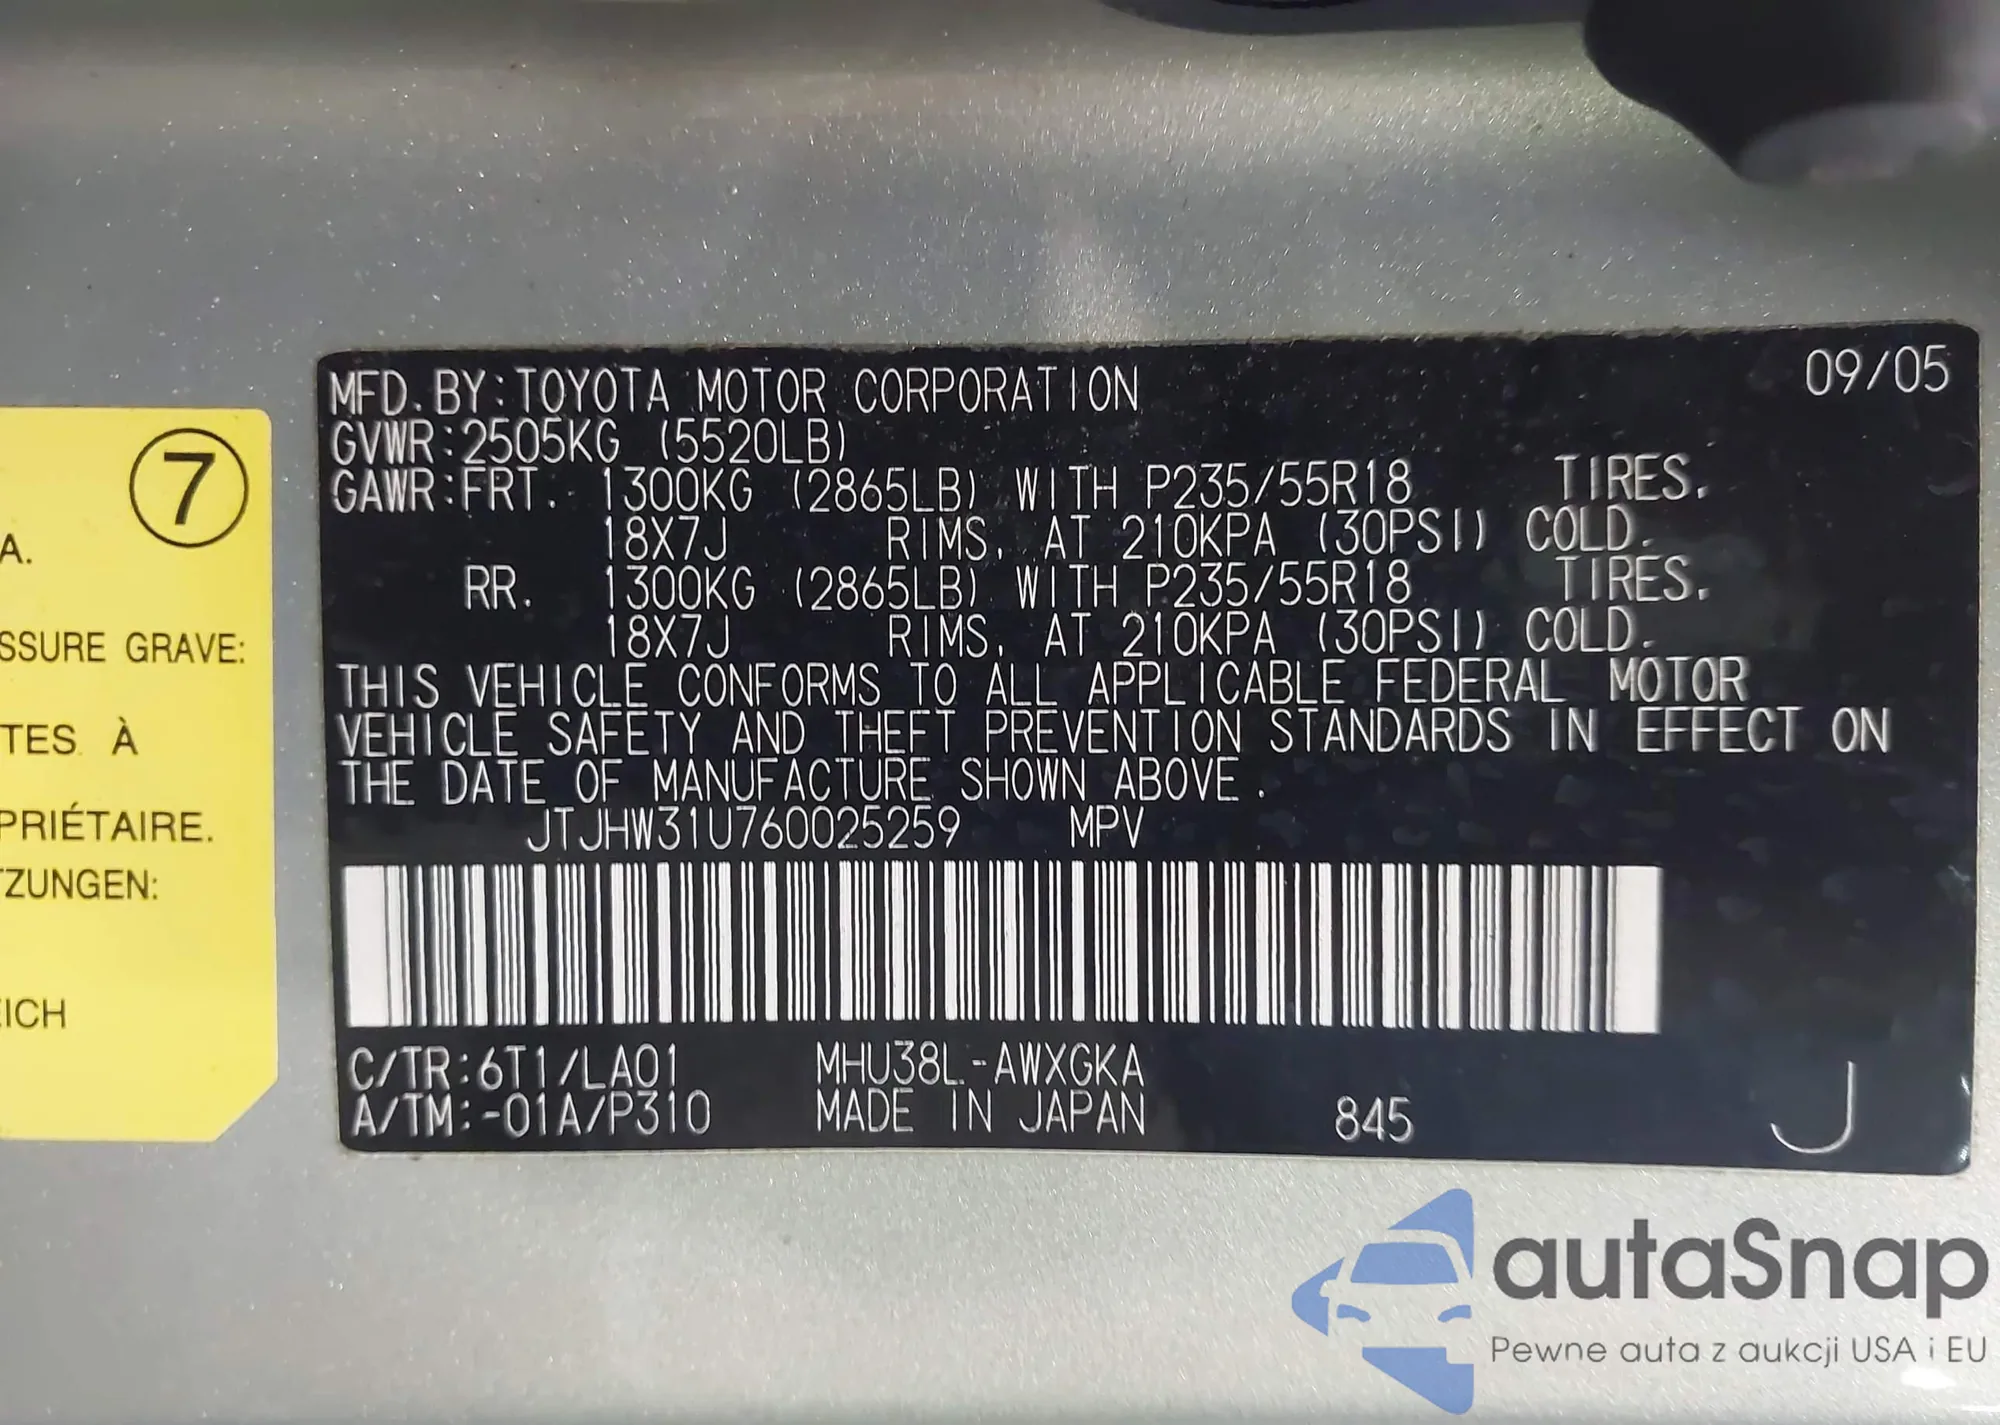 7
A.
SSURE GRAVE:
TES À
PRIÉTAIRE.
TZUNGEN:
EICH
09/05
MFD. BY: TOYOTA MOTOR CORPORATION
GVWR: 2505KG (5520LB)
GAWR: FRT. 1300KG (2865LB) WITH P235/55R18 TIRES.
18X7J RIMS, AT 210KPA (30PSI) COLD.
RR. 1300KG (2865LB) WITH P235/55R18 TIRES.
18X7J RIMS, AT 210KPA (30PSI) COLD.
THIS VEHICLE CONFORMS TO ALL APPLICABLE FEDERAL MOTOR
VEHICLE SAFETY AND THEFT PREVENTION STANDARDS IN EFFECT ON
THE DATE OF MANUFACTURE SHOWN ABOVE.
JTJHW31U760025259 MPV
C/TR: 6T1/LA01 MHU38L-AWXGKA
A/TM: -01A/P310 MADE IN JAPAN 845 J
autaSnap
Pewne auta z aukcji USA i EU